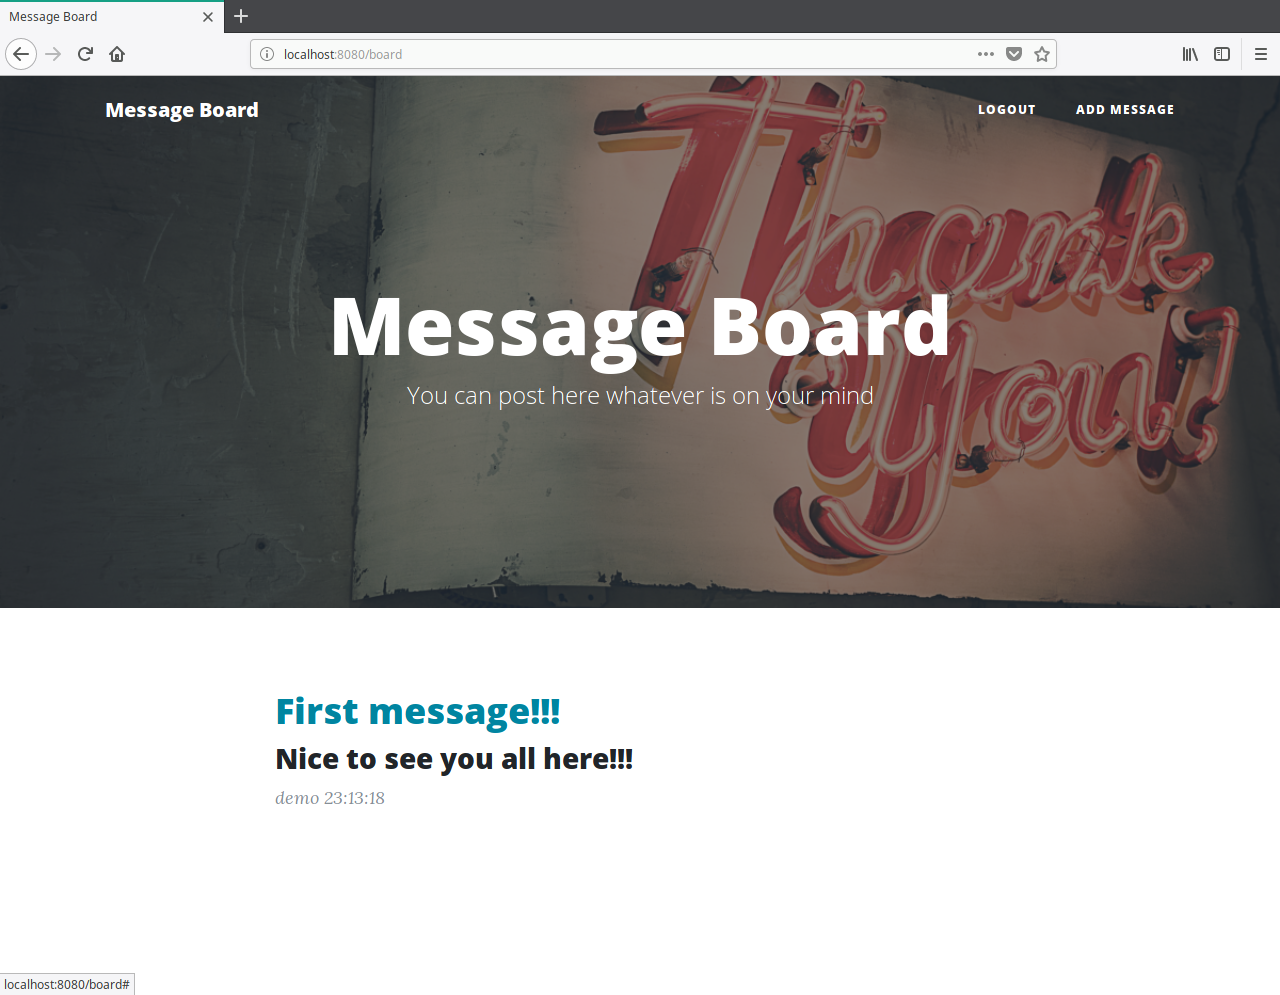 Message Board
localhost:8080/board
Message Board
LOGOUT
ADD MESSAGE
Thank
You!
Message Board
You can post here whatever is on your mind
First message!!!
Nice to see you all here!!!
demo 23:13:18
localhost:8080/board#